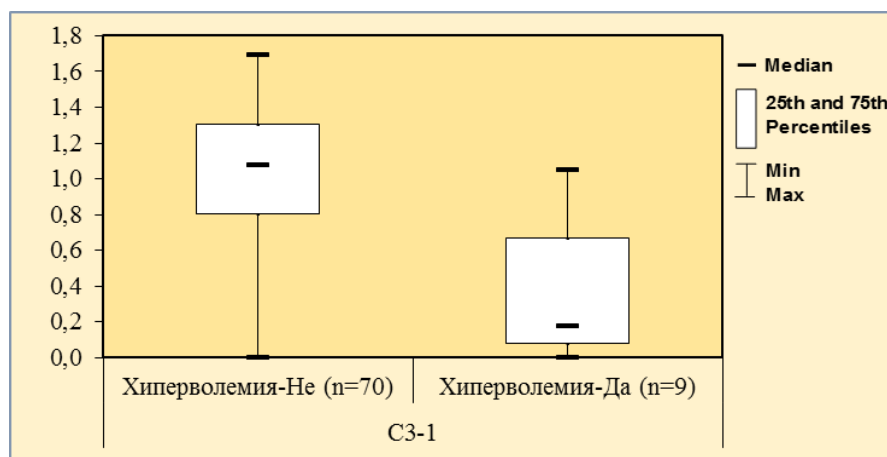 1,8
1,6
1,4
1,2
1,0
0,8
0,6
0,4
0,2
0,0
Хиперволемия-Не (n=70)
Хиперволемия-Да (n=9)
С3-1
Median
25th and 75th
Percentiles
Min
Max